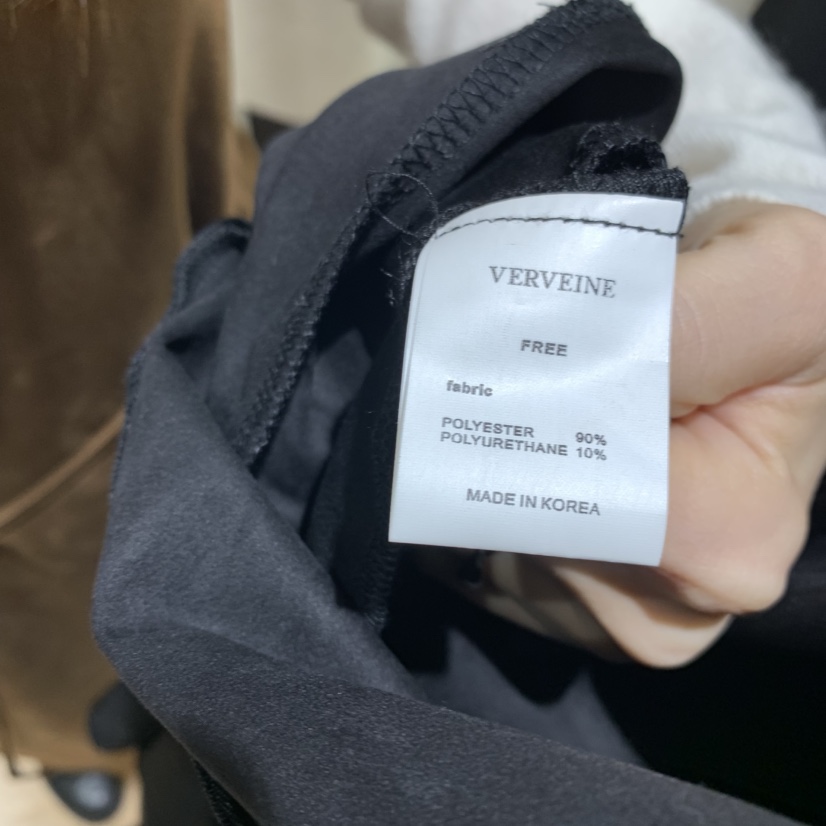 VERVEINE
FREE
fabric
POLYESTER 90%
POLYURETHANE 10%
MADE IN KOREA